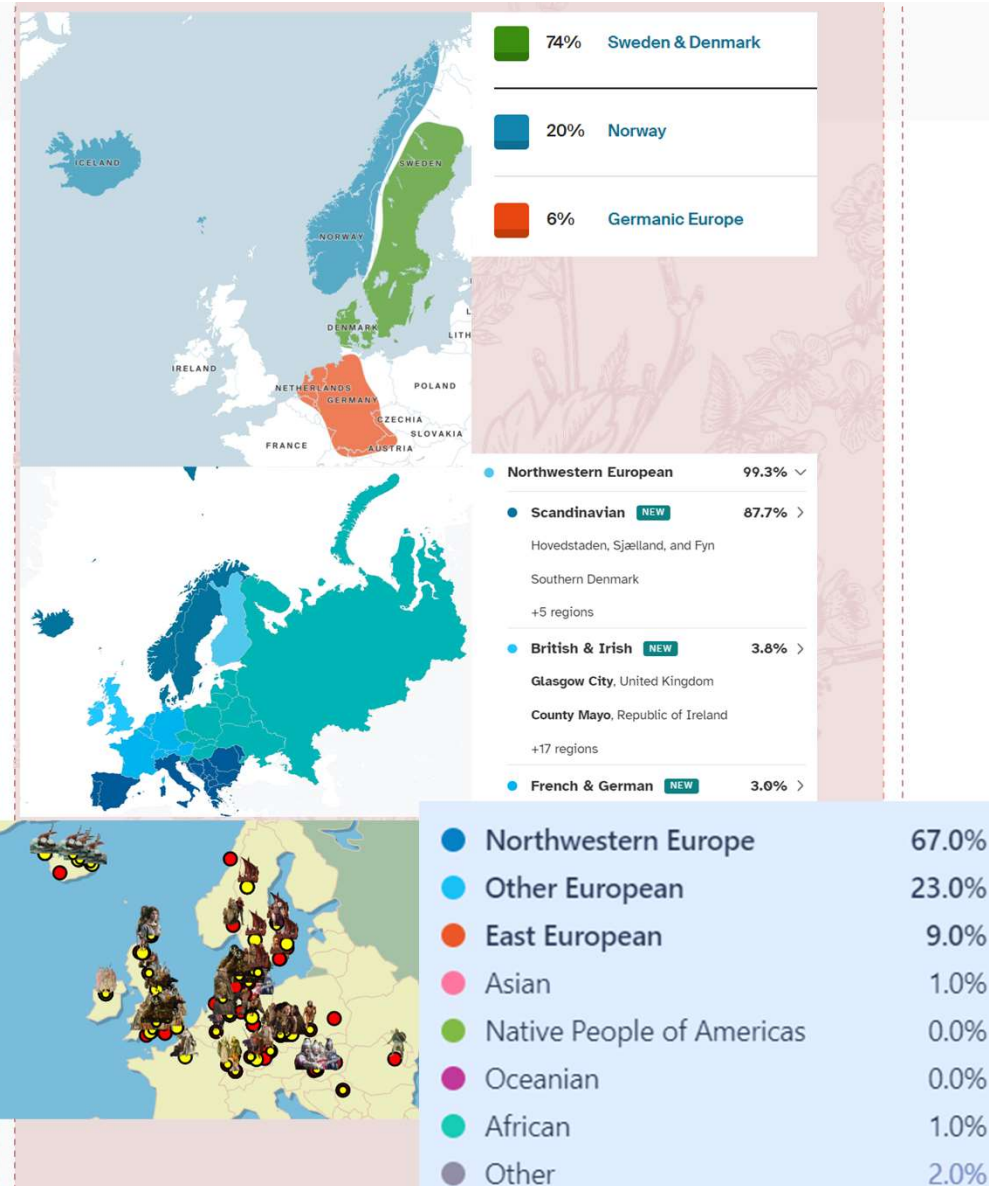 74% Sweden & Denmark
20% Norway
6% Germanic Europe
ICELAND
SWEDEN
NORWAY
DENMARK
LITH
IRELAND
NETHERLANDS
POLAND
GERMANY
CZECHIA
SLOVAKIA
FRANCE
AUSTRIA
Northwestern European 99.3%
Scandinavian NEW 87.7%
Hovedstaden, Sjælland, and Fyn
Southern Denmark
+5 regions
British & Irish NEW 3.8%
Glasgow City, United Kingdom
County Mayo, Republic of Ireland
+17 regions
French & German NEW 3.0%
Northwestern Europe 67.0%
Other European 23.0%
East European 9.0%
Asian 1.0%
Native People of Americas 0.0%
Oceanian 0.0%
African 1.0%
Other 2.0%